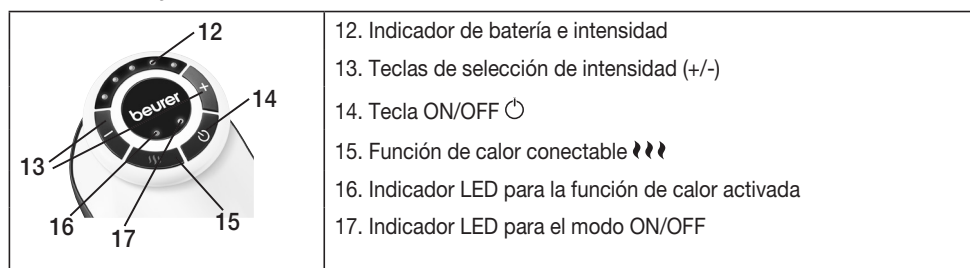 12
13
14
15
16
17
beurer
12. Indicador de batería e intensidad
13. Teclas de selección de intensidad (+/-)
14. Tecla ON/OFF
15. Función de calor conectable
16. Indicador LED para la función de calor activada
17. Indicador LED para el modo ON/OFF